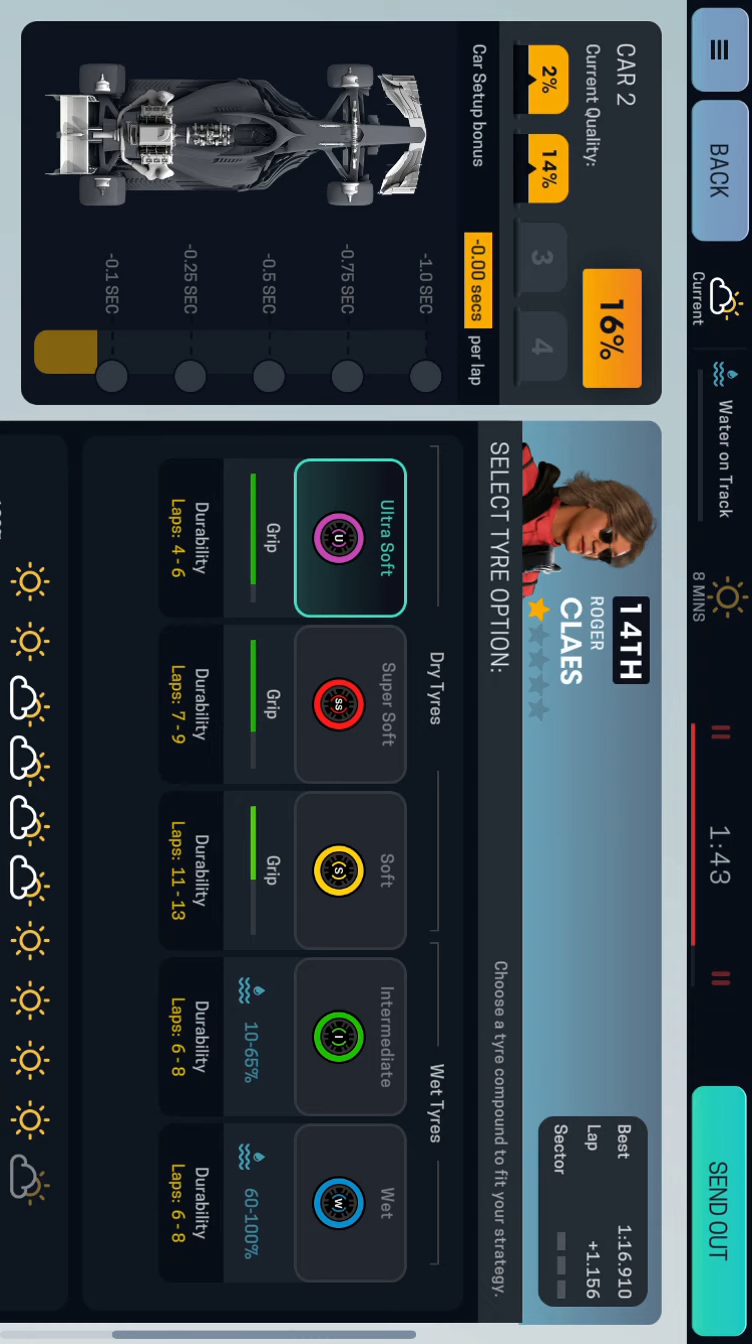 BACK
Current
Water on Track
8 MINS
1:43
SEND OUT
CAR 2
Current Quality:
16%
2%
14%
3
4
Car Setup bonus
-0.00 secs per lap
-1.0 SEC
-0.75 SEC
-0.5 SEC
-0.25 SEC
-0.1 SEC
14TH
ROGER
CLAES
Best 1:16.910
Lap +1.156
Sector
SELECT TYRE OPTION:
Choose a tyre compound to fit your strategy.
Dry Tyres
Wet Tyres
Ultra Soft
U
Grip
Durability
Laps: 4 - 6
Super Soft
SS
Grip
Durability
Laps: 7 - 9
Soft
S
Grip
Durability
Laps: 11 - 13
Intermediate
I
10-65%
Durability
Laps: 6 - 8
Wet
W
60-100%
Durability
Laps: 6 - 8